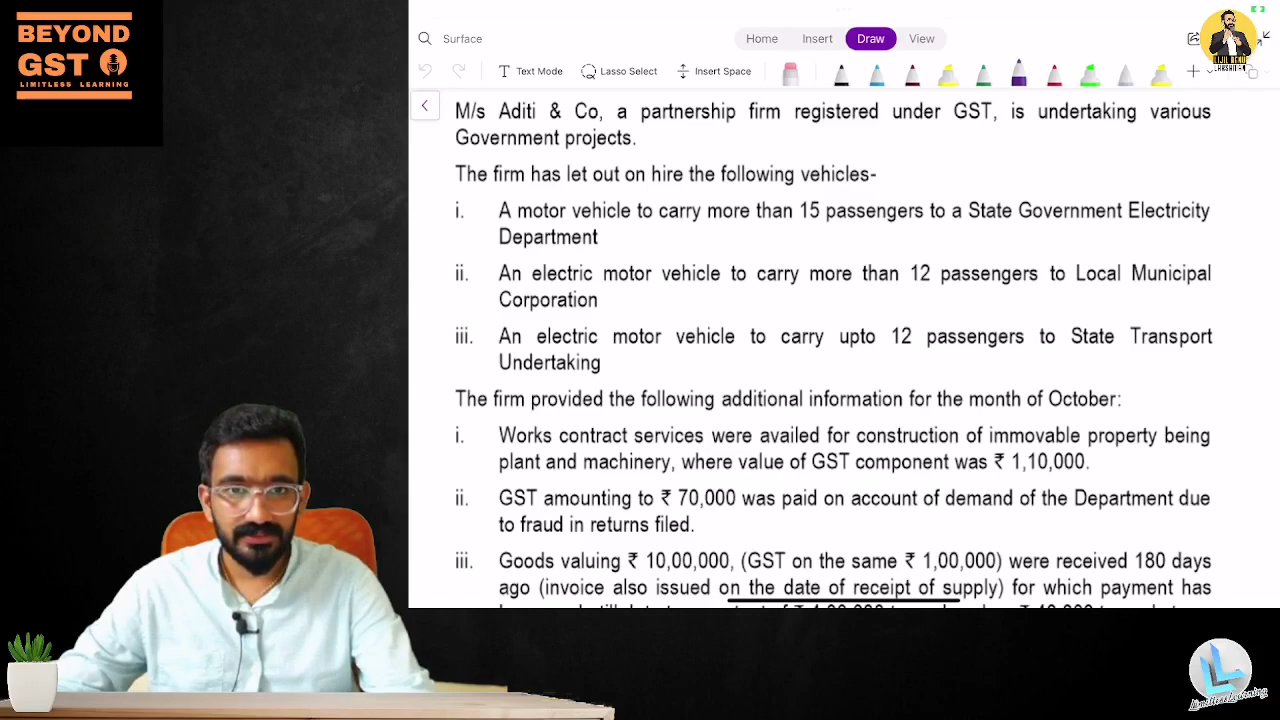 BEYOND
GST
LIMITLESS LEARNING
Surface
Home Insert Draw View
Text Mode Lasso Select Insert Space
M/s Aditi & Co, a partnership firm registered under GST, is undertaking various
Government projects.
The firm has let out on hire the following vehicles-
i. A motor vehicle to carry more than 15 passengers to a State Government Electricity
Department
ii. An electric motor vehicle to carry more than 12 passengers to Local Municipal
Corporation
iii. An electric motor vehicle to carry upto 12 passengers to State Transport
Undertaking
The firm provided the following additional information for the month of October:
i. Works contract services were availed for construction of immovable property being
plant and machinery, where value of GST component was ₹ 1,10,000.
ii. GST amounting to ₹ 70,000 was paid on account of demand of the Department due
to fraud in returns filed.
iii. Goods valuing ₹ 10,00,000, (GST on the same ₹ 1,00,000) were received 180 days
ago (invoice also issued on the date of receipt of supply) for which payment has
Limitless Learning